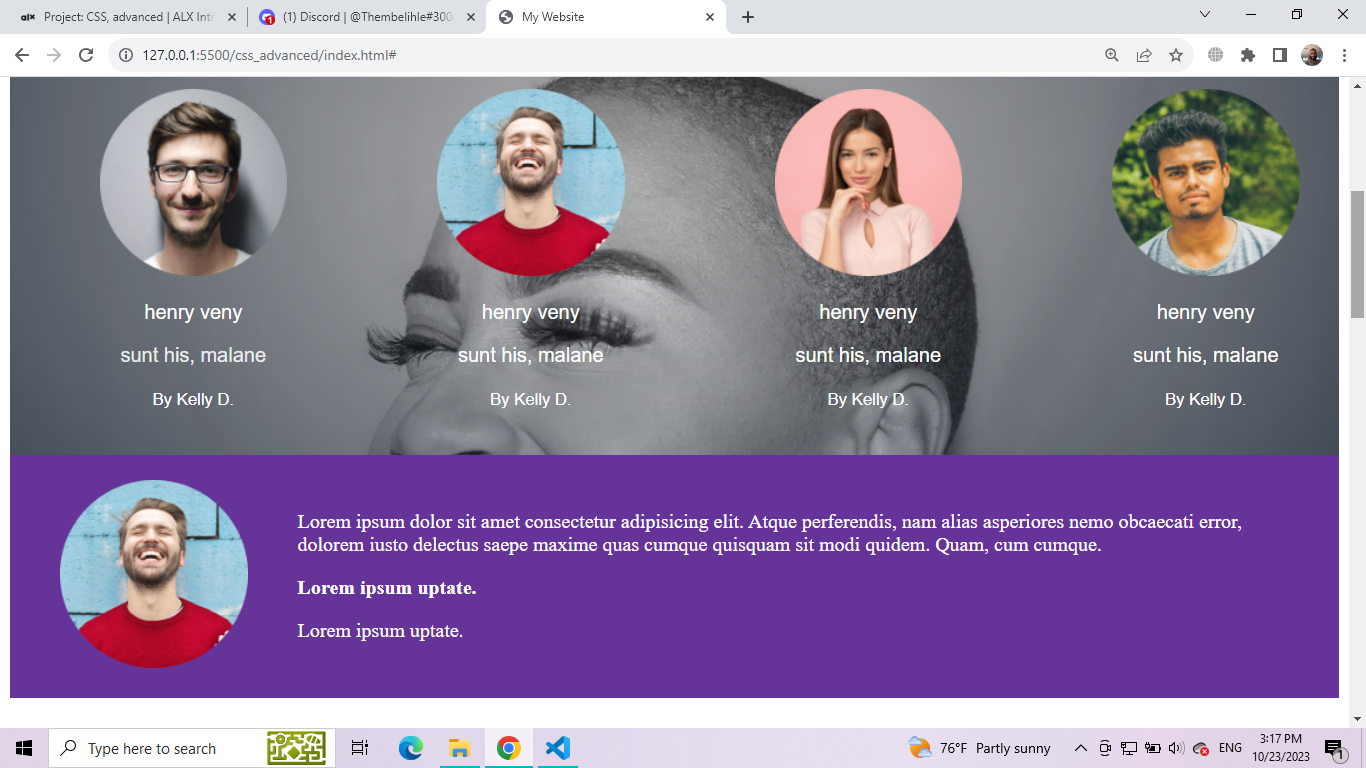 alx Project: CSS, advanced | ALX Intr
(1) Discord | @Thembelihle#300
My Website
127.0.0.1:5500/css_advanced/index.html#
henry veny henry veny henry veny henry veny
sunt his, malane sunt his, malane sunt his, malane sunt his, malane
By Kelly D. By Kelly D. By Kelly D. By Kelly D.
Lorem ipsum dolor sit amet consectetur adipisicing elit. Atque perferendis, nam alias asperiores nemo obcaecati error,
dolorem iusto delectus saepe maxime quas cumque quisquam sit modi quidem. Quam, cum cumque.
Lorem ipsum uptate.
Lorem ipsum uptate.
Type here to search
76°F Partly sunny
ENG
3:17 PM
10/23/2023
1